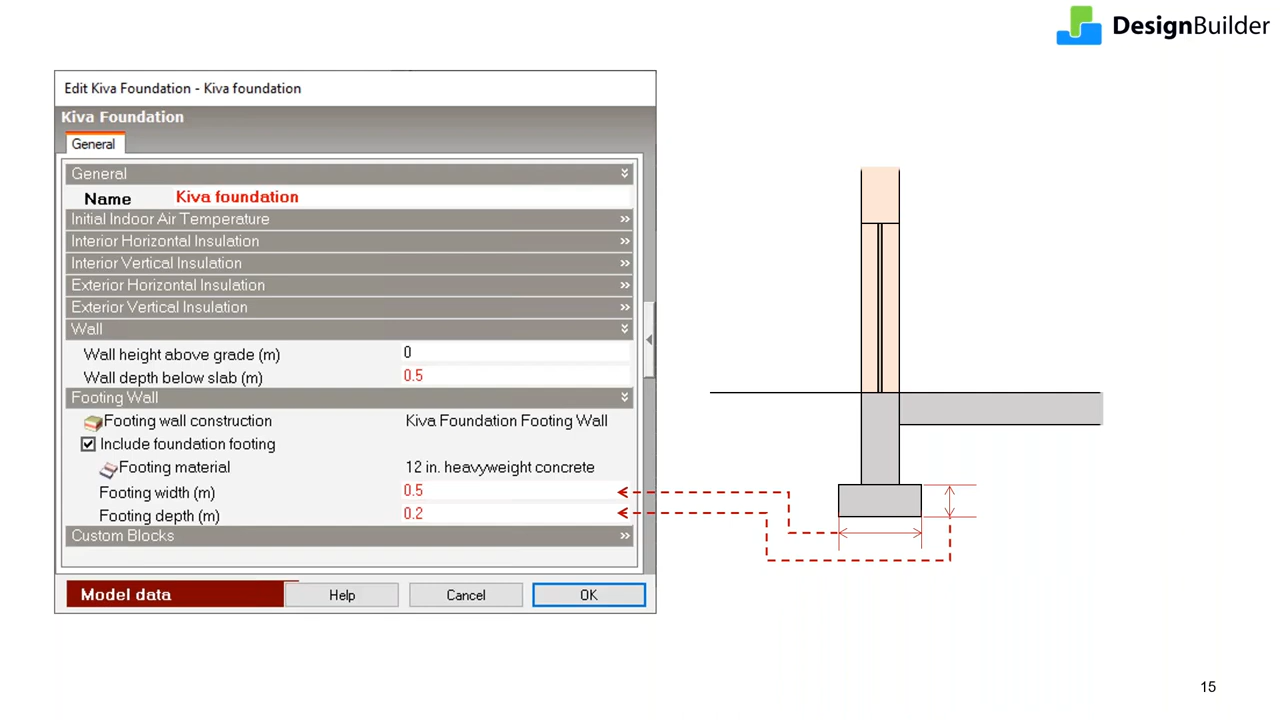 DesignBuilder
Edit Kiva Foundation - Kiva foundation
Kiva Foundation
General
General
Name Kiva foundation
Initial Indoor Air Temperature
Interior Horizontal Insulation
Interior Vertical Insulation
Exterior Horizontal Insulation
Exterior Vertical Insulation
Wall
Wall height above grade (m) 0
Wall depth below slab (m) 0.5
Footing Wall
Footing wall construction Kiva Foundation Footing Wall
Include foundation footing
Footing material 12 in. heavyweight concrete
Footing width (m) 0.5
Footing depth (m) 0.2
Custom Blocks
Model data Help Cancel OK
15